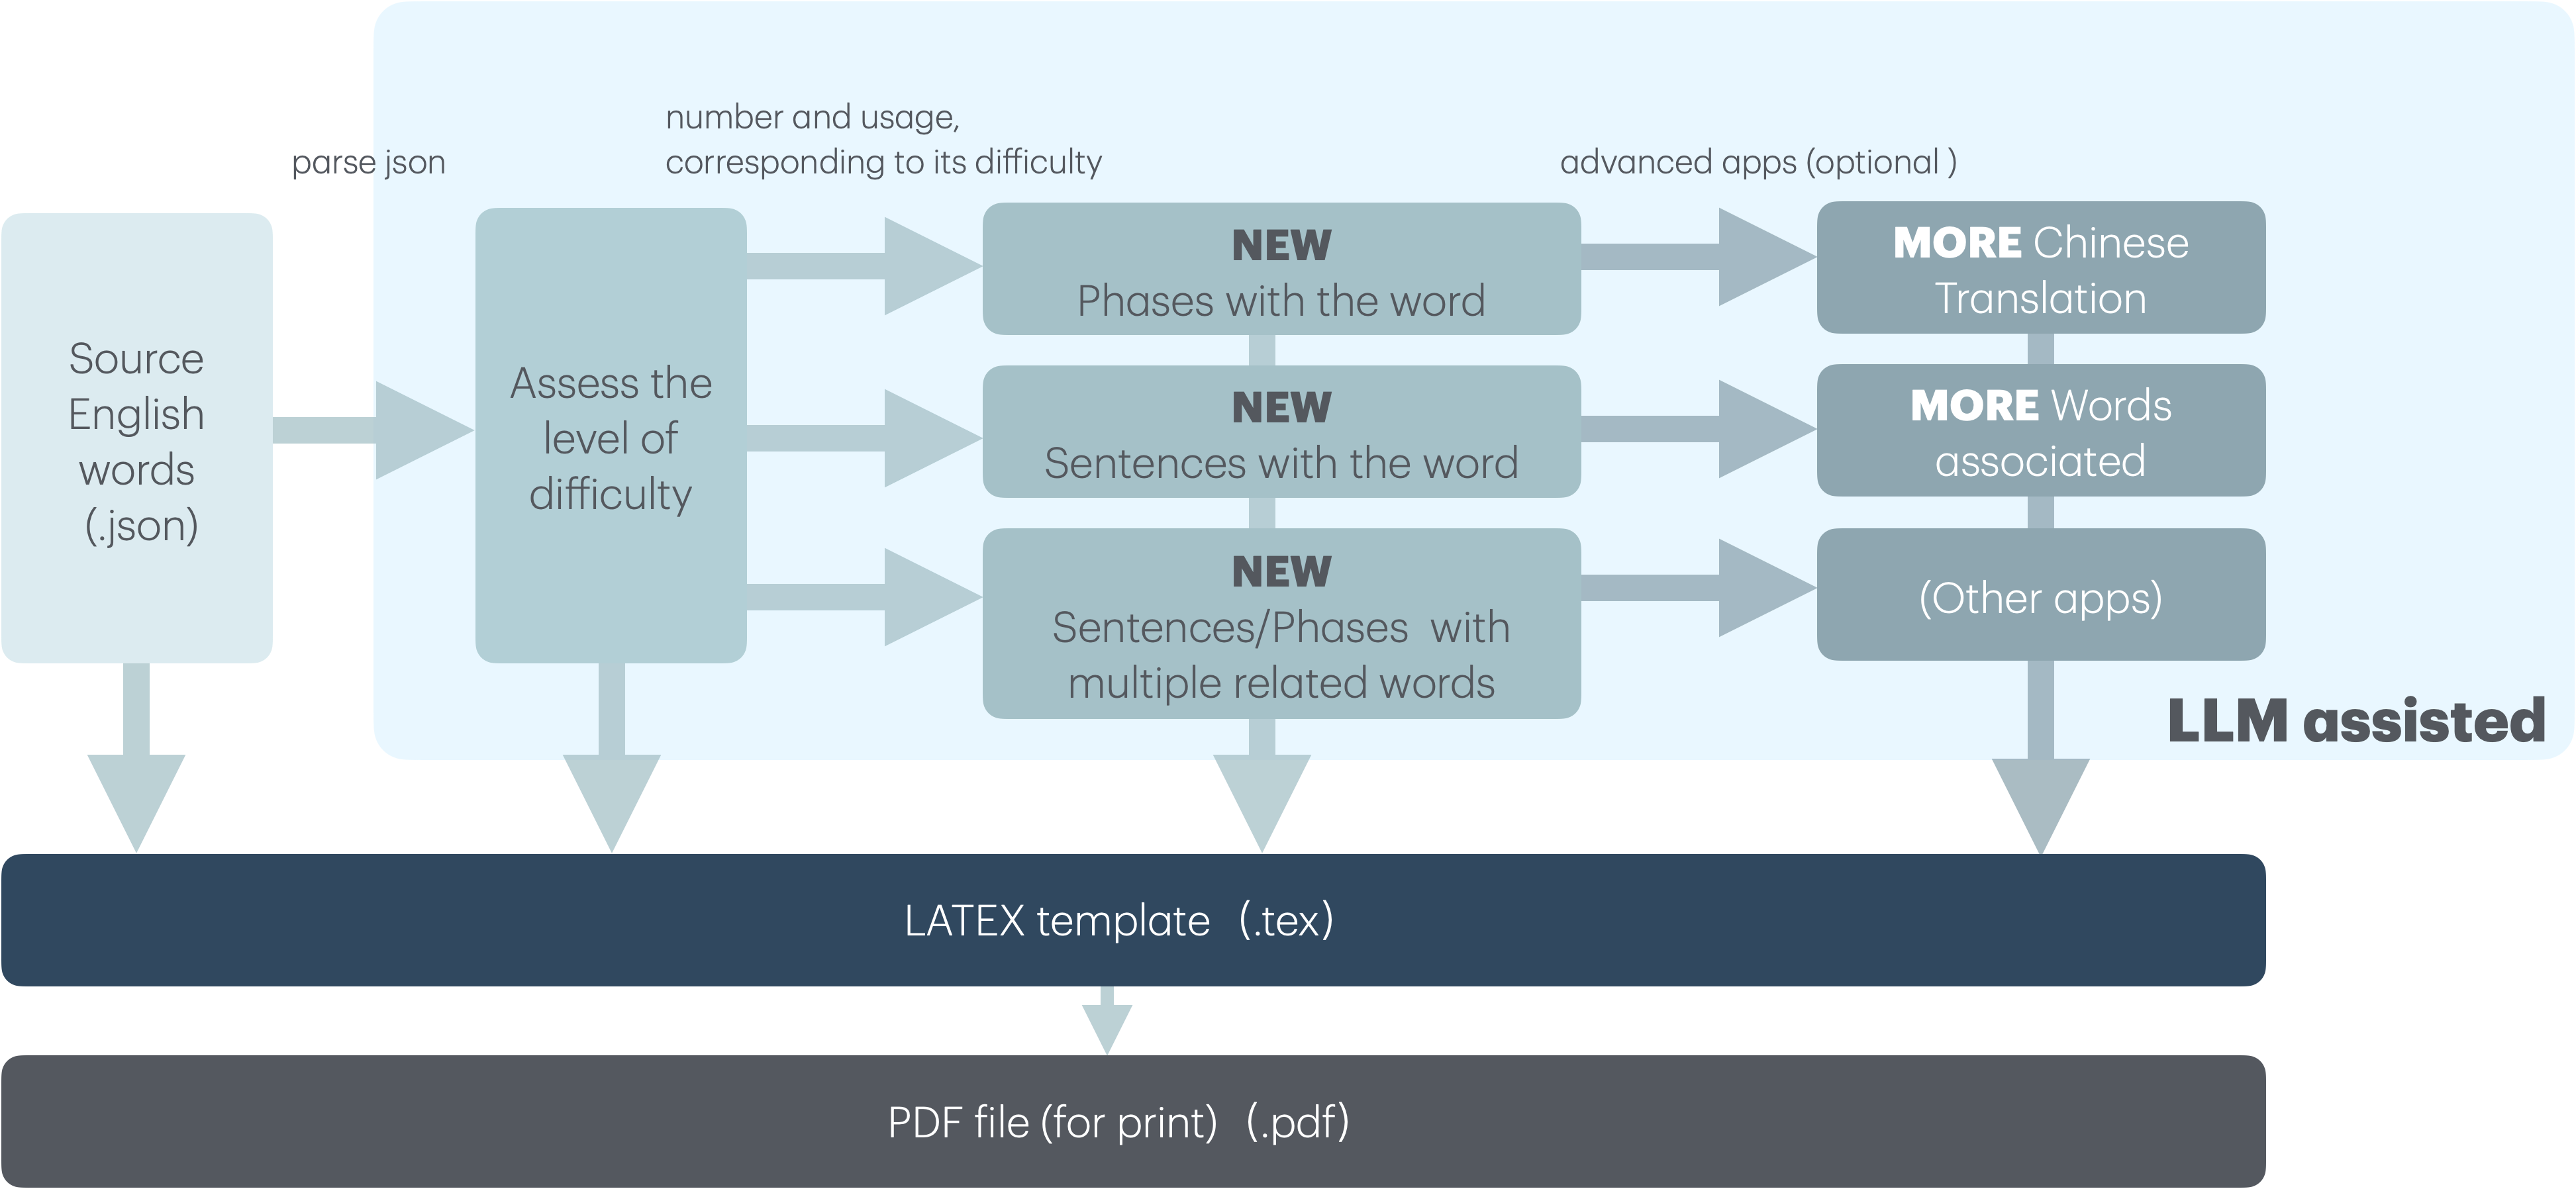 number and usage,
parse json
corresponding to its difficulty
advanced apps (optional )
Source
English
words
(.json)
Assess the
level of
difficulty
NEW
Phases with the word
NEW
Sentences with the word
NEW
Sentences/Phases with
multiple related words
MORE Chinese
Translation
MORE Words
associated
(Other apps)
LLM assisted
LATEX template (.tex)
PDF file (for print) (.pdf)